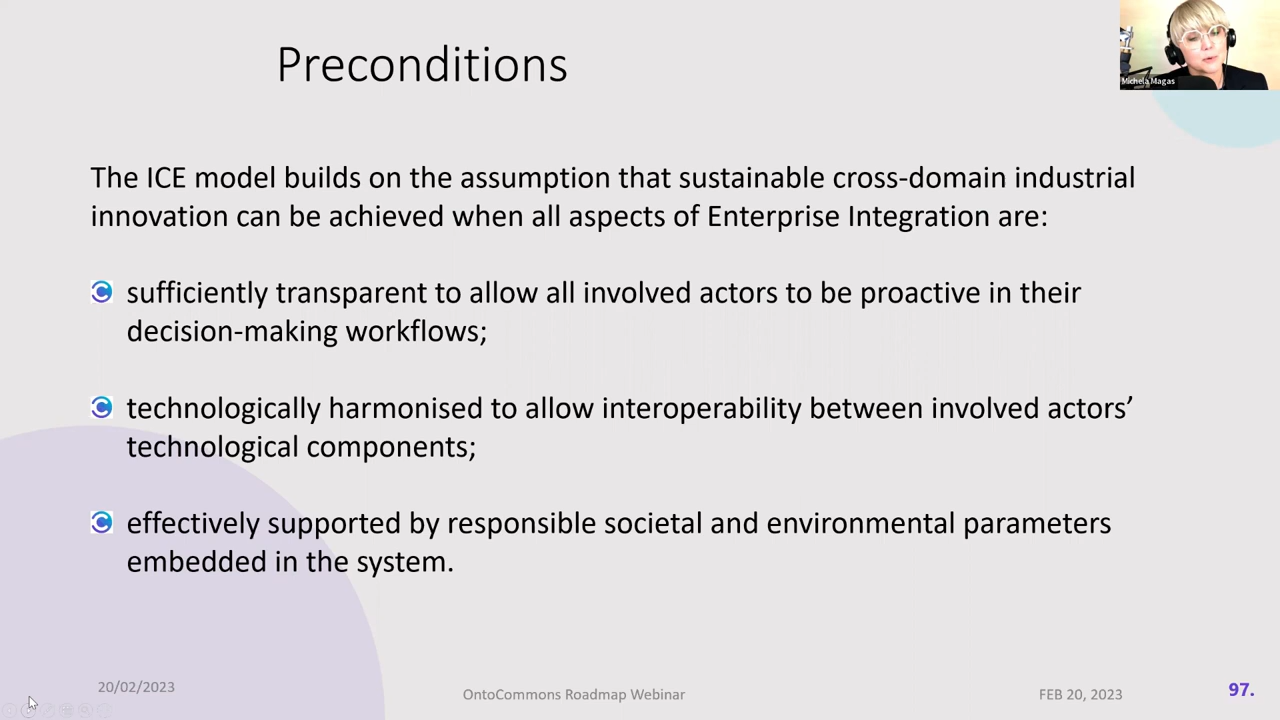 Preconditions
Michela Magas
The ICE model builds on the assumption that sustainable cross-domain industrial
innovation can be achieved when all aspects of Enterprise Integration are:
sufficiently transparent to allow all involved actors to be proactive in their
decision-making workflows;
technologically harmonised to allow interoperability between involved actors’
technological components;
effectively supported by responsible societal and environmental parameters
embedded in the system.
20/02/2023
OntoCommons Roadmap Webinar
FEB 20, 2023
97.